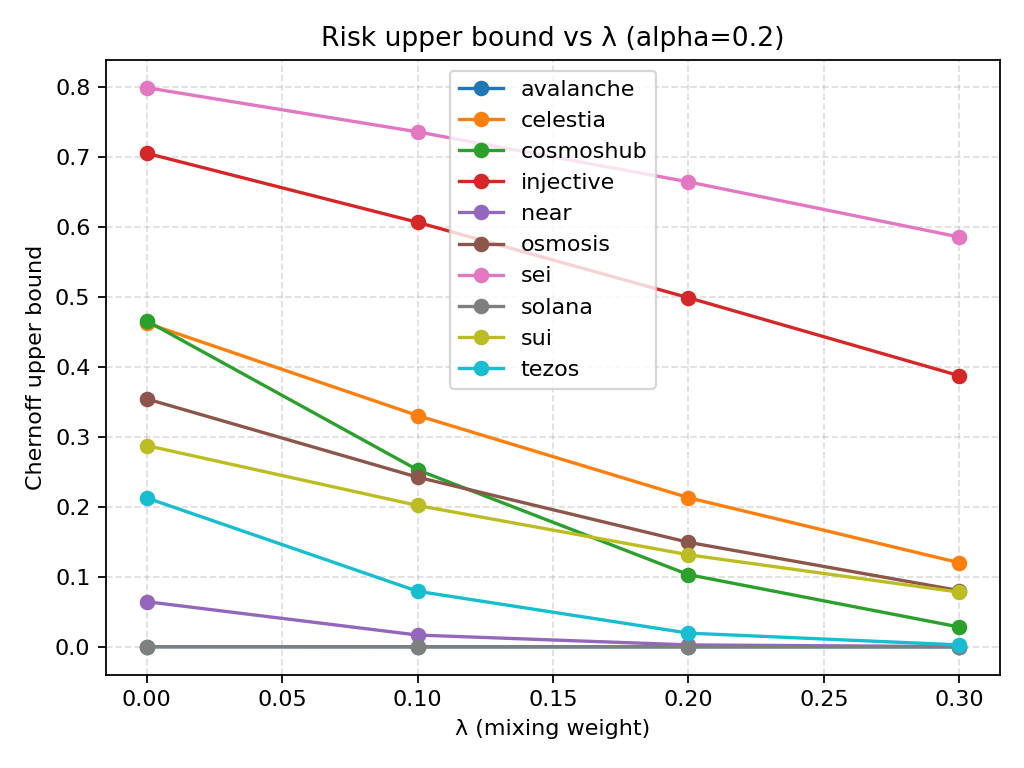 Risk upper bound vs λ (alpha=0.2)
Chernoff upper bound
0.8
0.7
0.6
0.5
0.4
0.3
0.2
0.1
0.0
avalanche
celestia
cosmoshub
injective
near
osmosis
sei
solana
sui
tezos
0.00 0.05 0.10 0.15 0.20 0.25 0.30
λ (mixing weight)